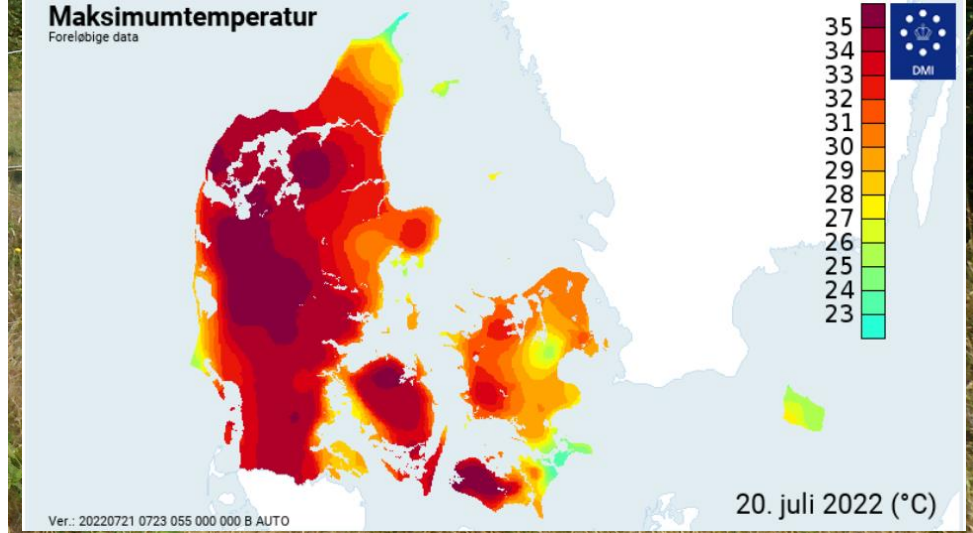 Maksimumtemperatur
Foreløbige data
35
34
33
32
31
30
29
28
27
26
25
24
23
DMI
20. juli 2022 (°C)
Ver.: 20220721 0723 055 000 000 B AUTO